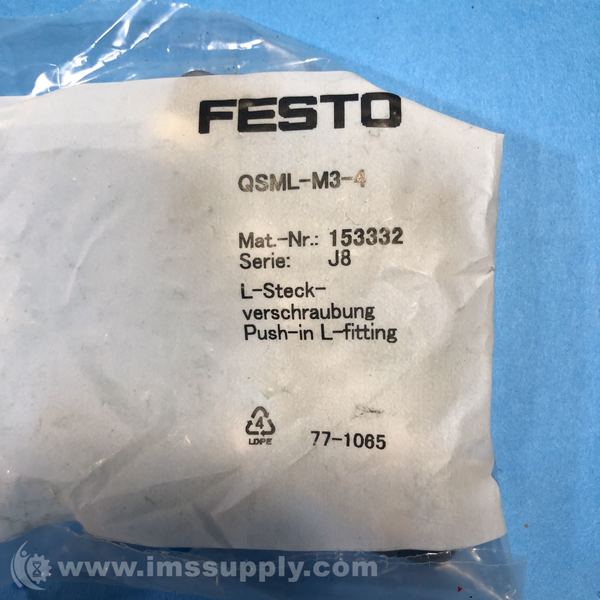 FESTO
QSML-M3-4
Mat.-Nr.: 153332
Serie: J8
L-Steck-
verschraubung
Push-in L-fitting
4
LDPE
77-1065
www.imssupply.com